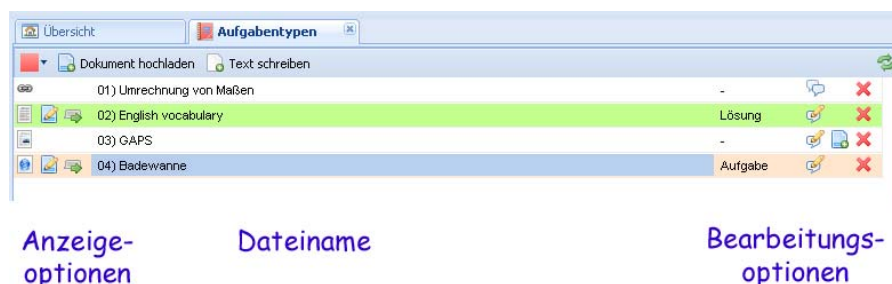 Übersicht Aufgabentypen
Dokument hochladen Text schreiben
01) Umrechnung von Maßen -
02) English vocabulary Lösung
03) GAPS -
04) Badewanne Aufgabe
Anzeige- Dateiname Bearbeitungs-
optionen optionen